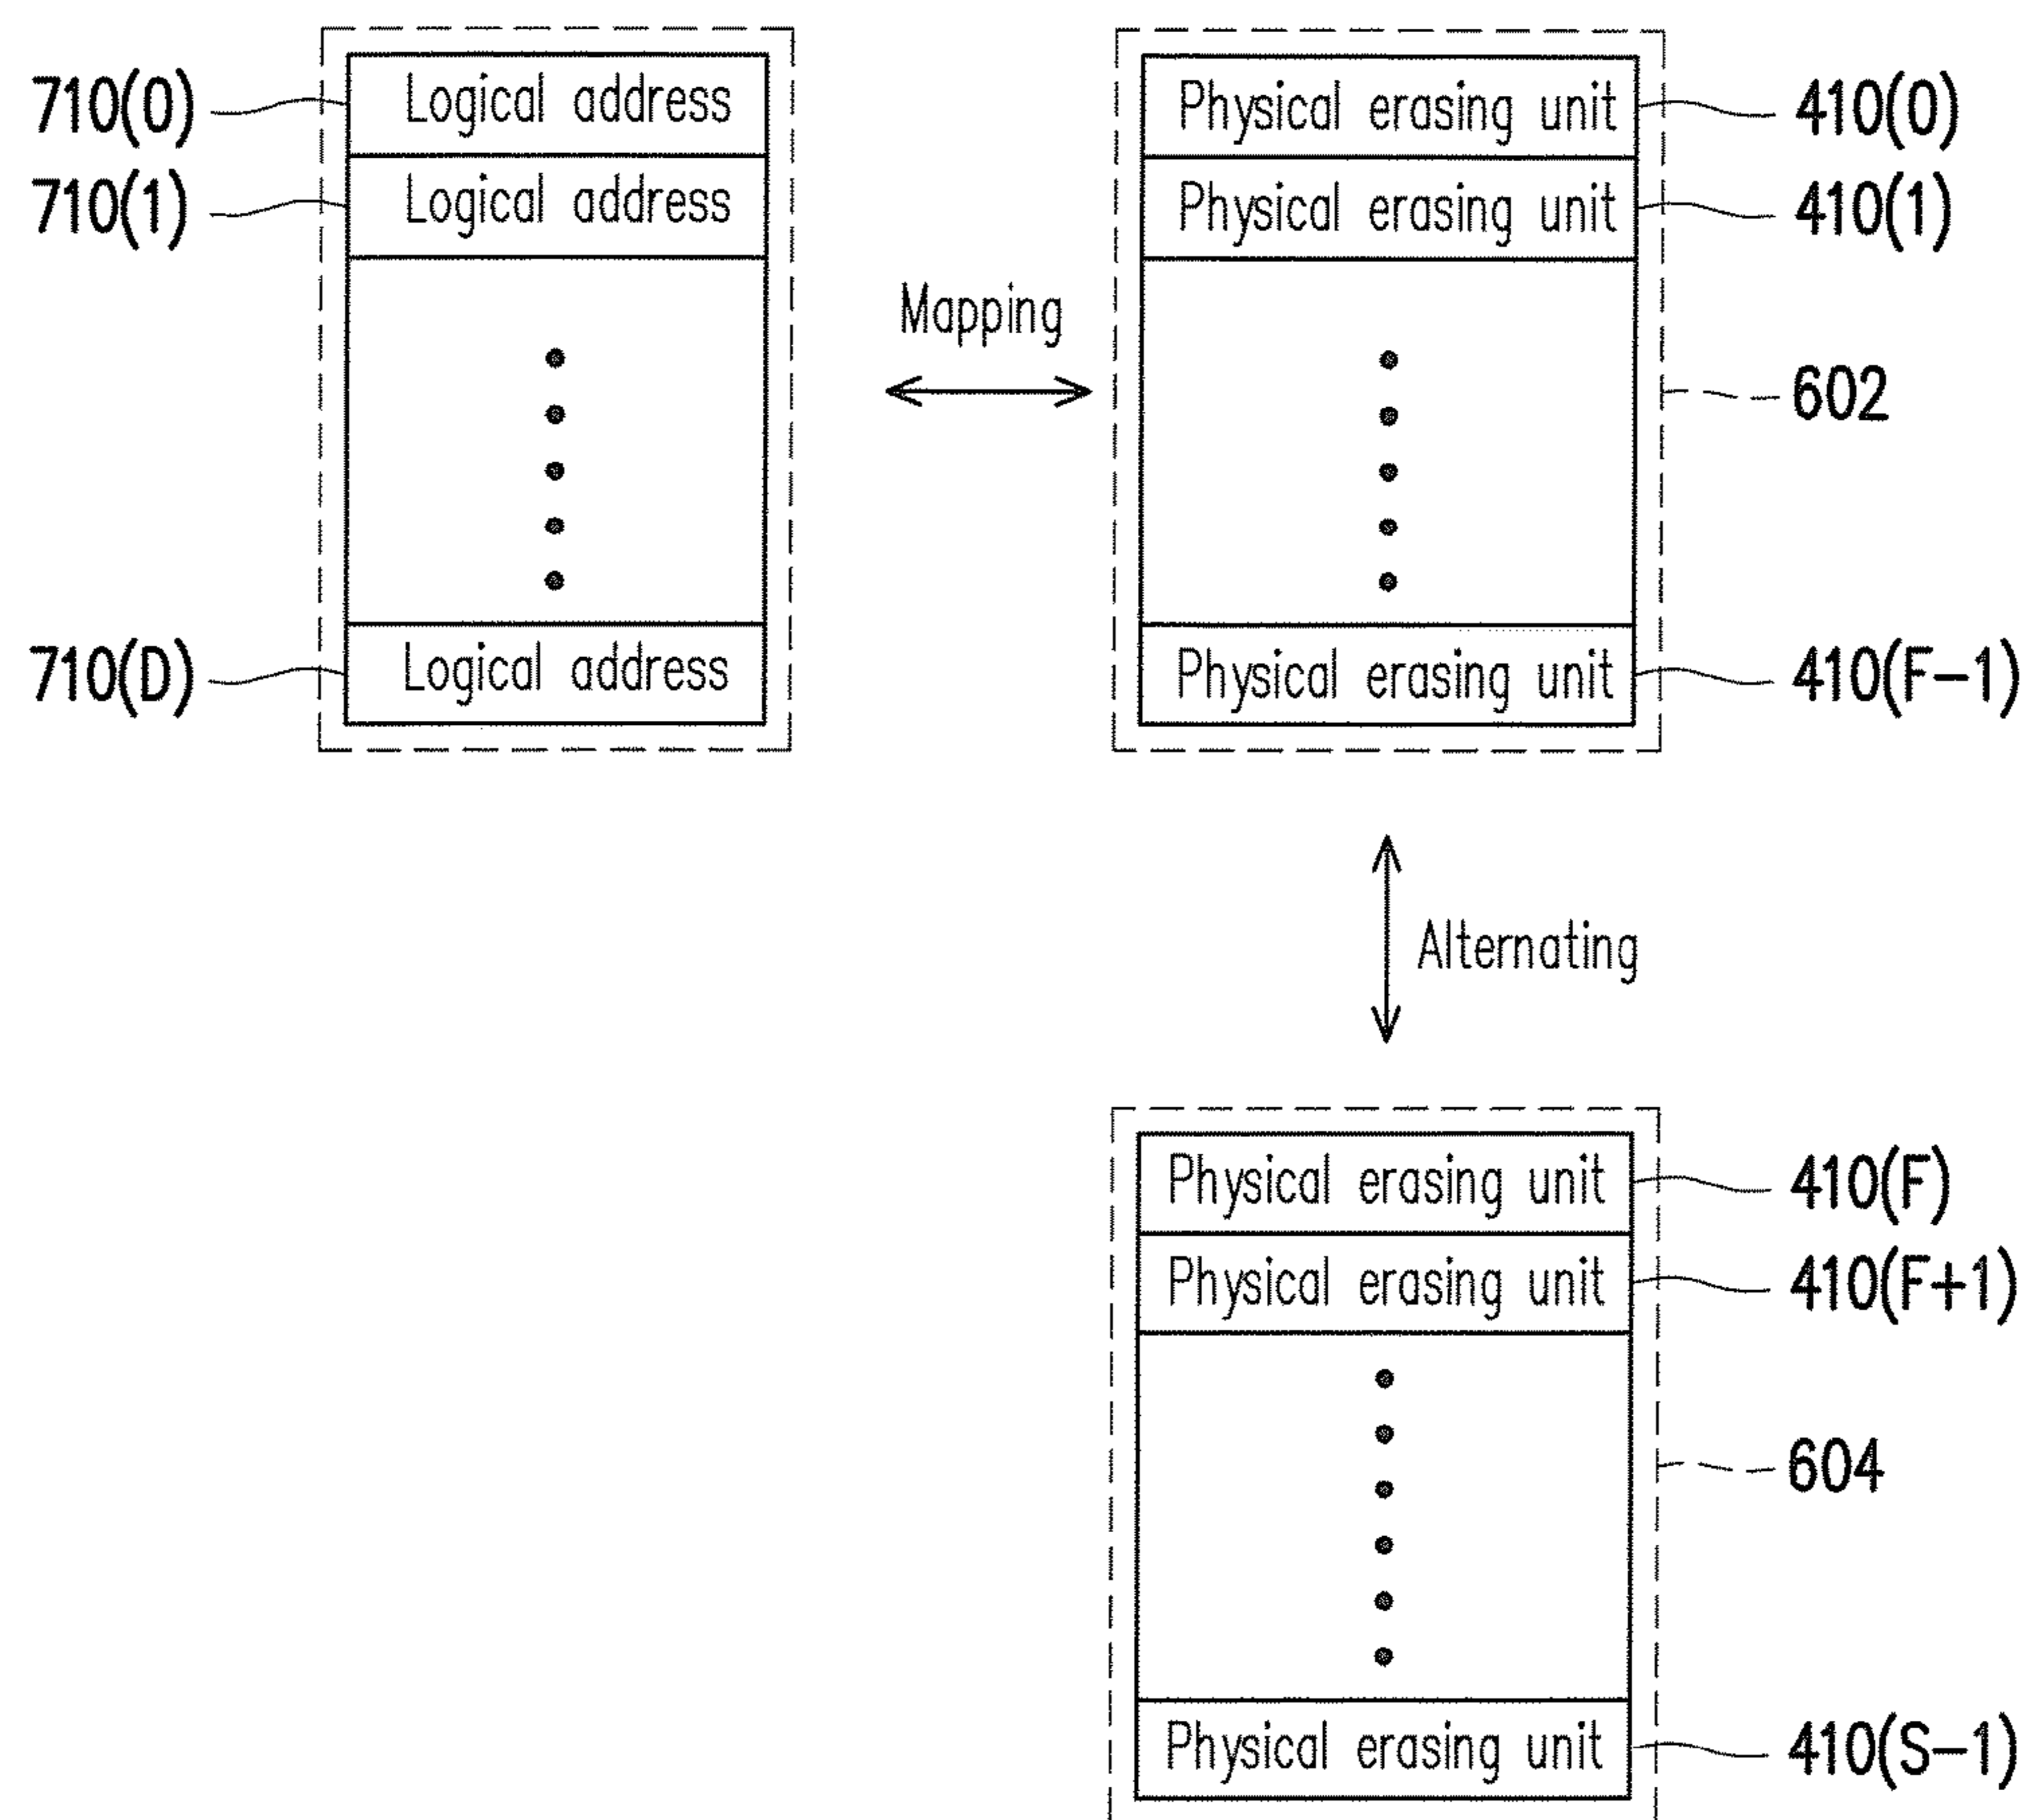 710(0) Logical address Physical erasing unit 410(0)
710(1) Logical address Physical erasing unit 410(1)
Mapping
602
710(D) Logical address Physical erasing unit 410(F-1)
Alternating
Physical erasing unit 410(F)
Physical erasing unit 410(F+1)
604
Physical erasing unit 410(S-1)